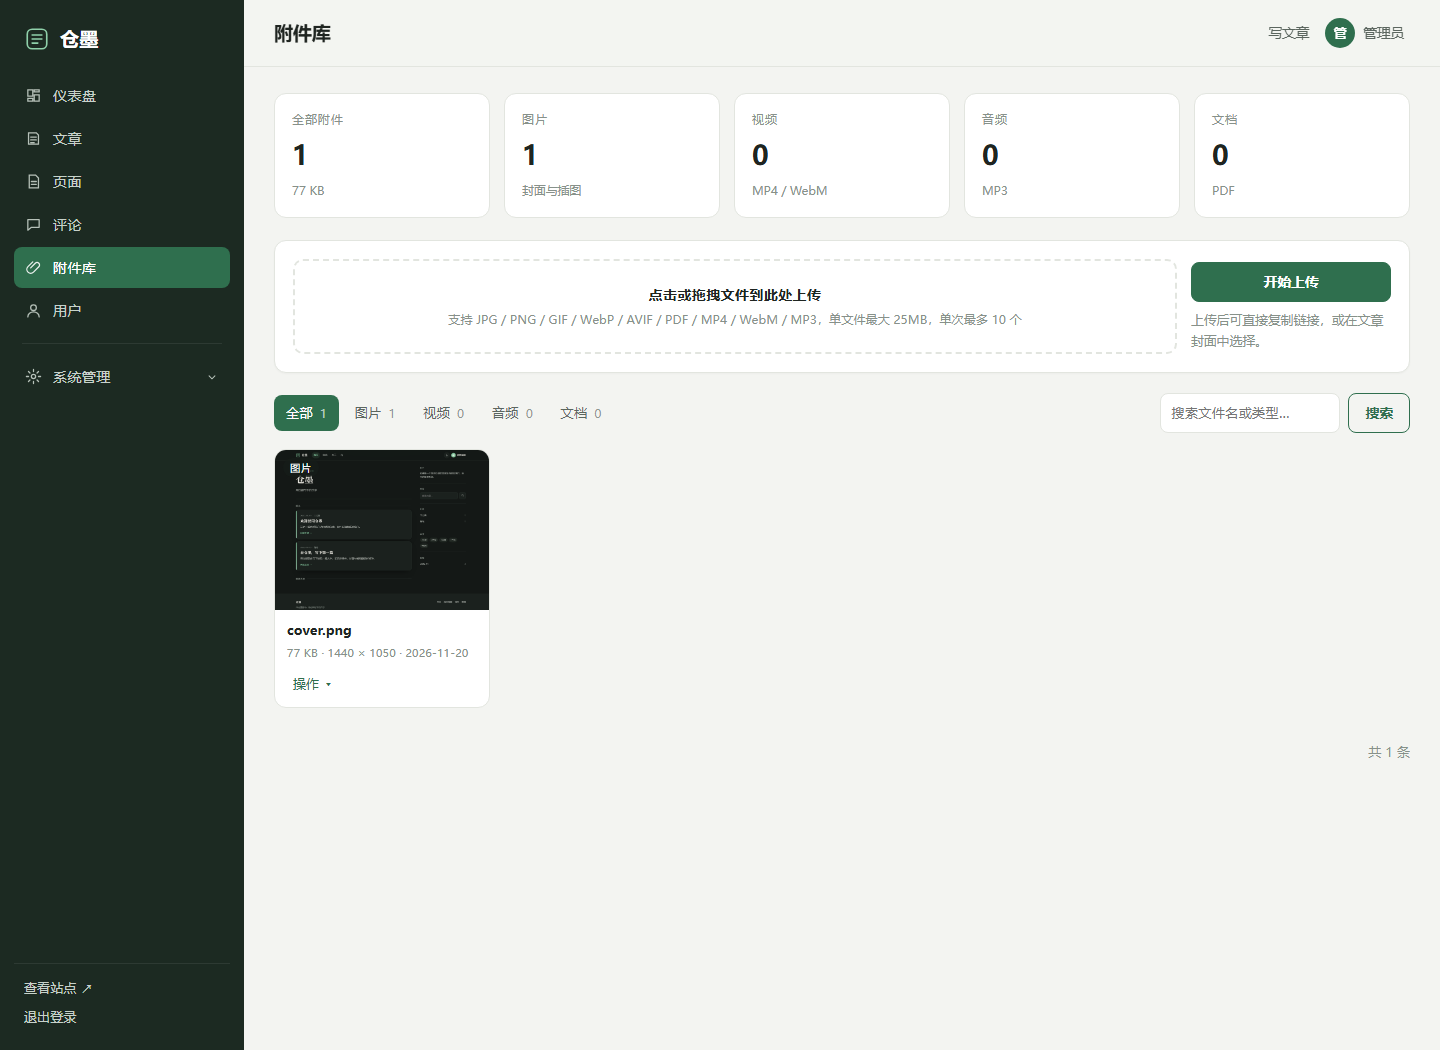 仓墨
仪表盘
文章
页面
评论
附件库
用户
系统管理
查看站点 ↗
退出登录
附件库
写文章
管
管理员
全部附件
1
77 KB
图片
1
封面与插图
视频
0
MP4 / WebM
音频
0
MP3
文档
0
PDF
点击或拖拽文件到此处上传
支持 JPG / PNG / GIF / WebP / AVIF / PDF / MP4 / WebM / MP3，单文件最大 25MB，单次最多 10 个
开始上传
上传后可直接复制链接，或在文章
封面中选择。
全部 1
图片 1
视频 0
音频 0
文档 0
搜索文件名或类型...
搜索
图片
仓墨
cover.png
77 KB · 1440 × 1050 · 2026-11-20
操作
共 1 条